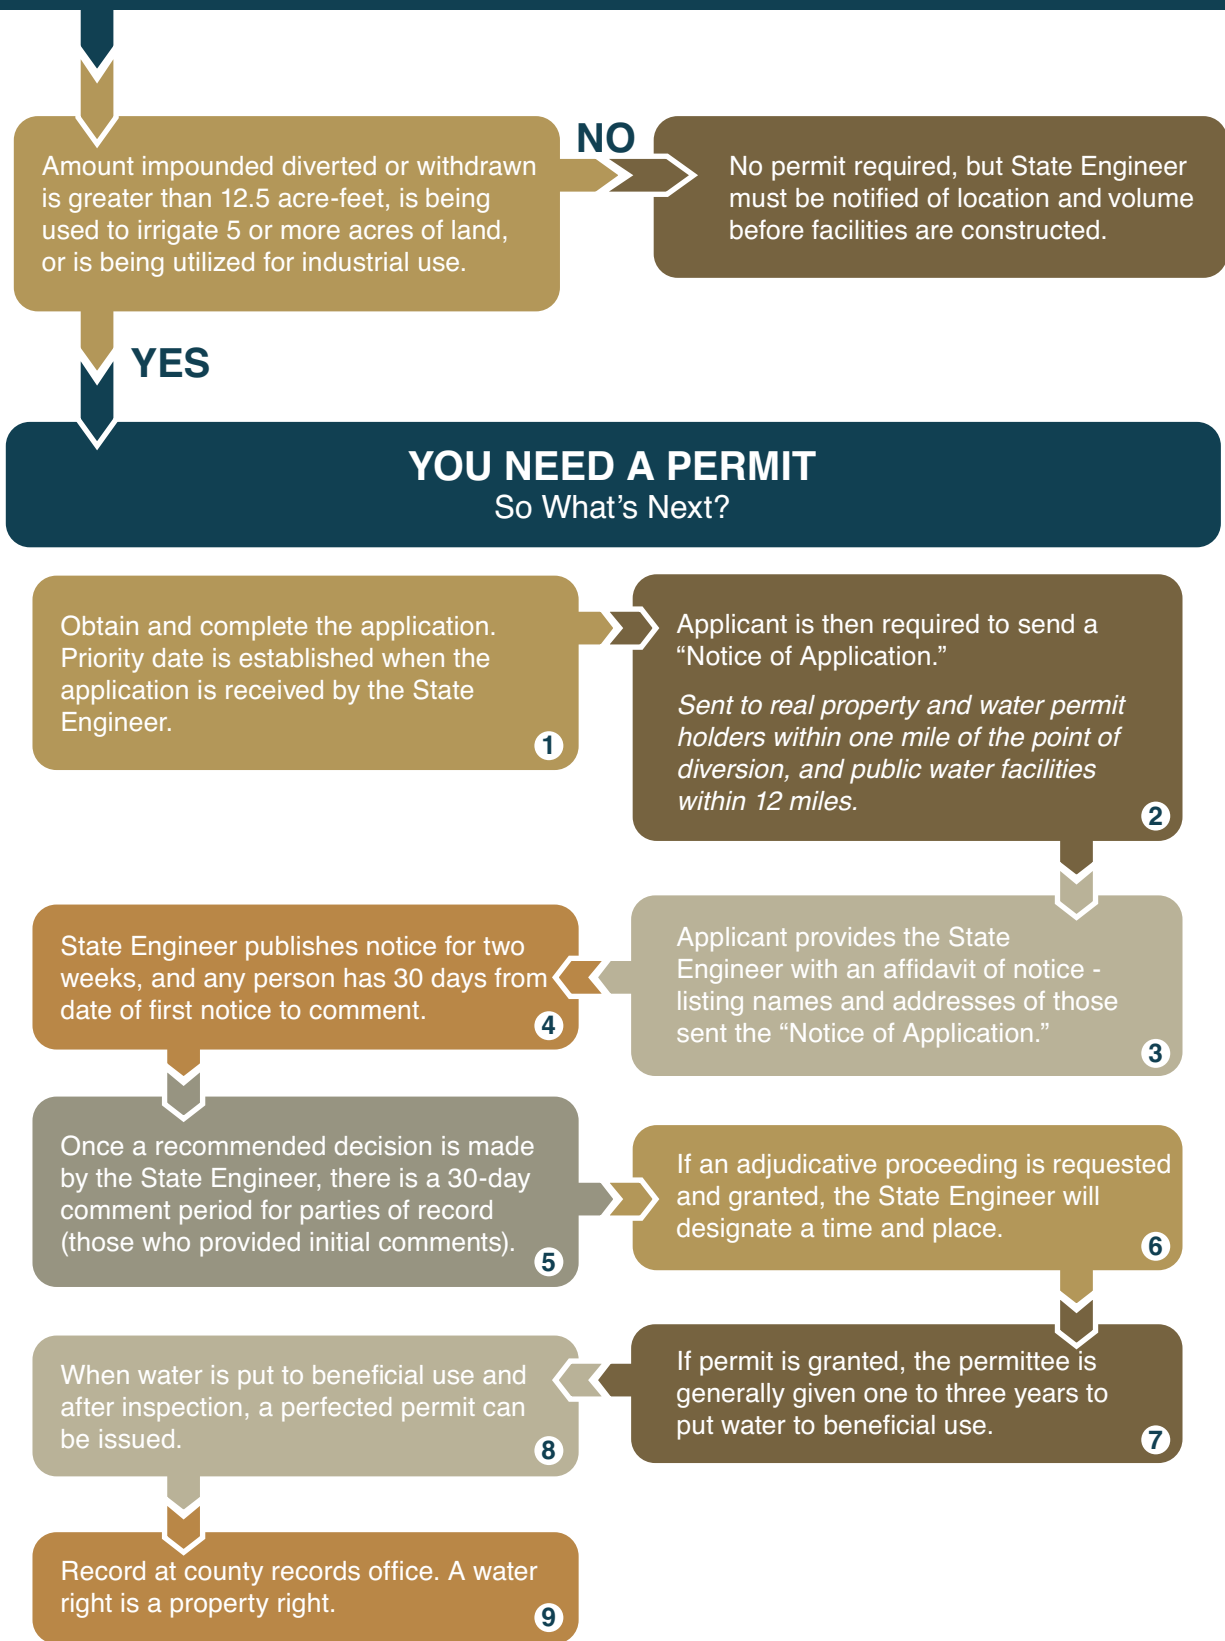 Amount impounded diverted or withdrawn
is greater than 12.5 acre-feet, is being
used to irrigate 5 or more acres of land,
or is being utilized for industrial use.
NO
No permit required, but State Engineer
must be notified of location and volume
before facilities are constructed.
YES
YOU NEED A PERMIT
So What’s Next?
Obtain and complete the application.
Priority date is established when the
application is received by the State
Engineer.
1
Applicant is then required to send a
“Notice of Application.”
Sent to real property and water permit
holders within one mile of the point of
diversion, and public water facilities
within 12 miles.
2
Applicant provides the State
Engineer with an affidavit of notice -
listing names and addresses of those
sent the “Notice of Application.”
3
State Engineer publishes notice for two
weeks, and any person has 30 days from
date of first notice to comment.
4
Once a recommended decision is made
by the State Engineer, there is a 30-day
comment period for parties of record
(those who provided initial comments).
5
If an adjudicative proceeding is requested
and granted, the State Engineer will
designate a time and place.
6
If permit is granted, the permittee is
generally given one to three years to
put water to beneficial use.
7
When water is put to beneficial use and
after inspection, a perfected permit can
be issued.
8
Record at county records office. A water
right is a property right.
9